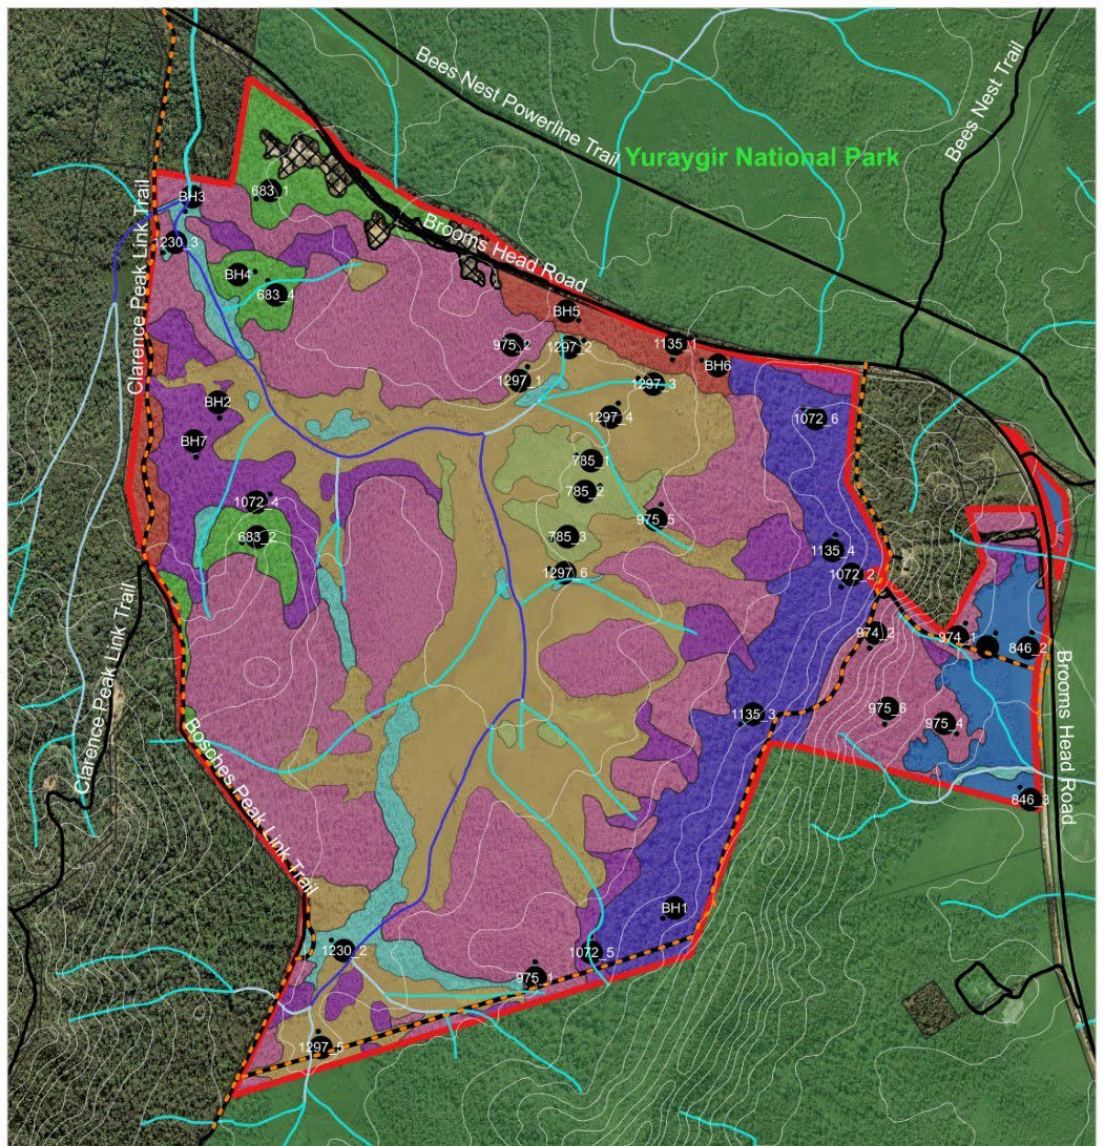 Bees Nest Powerline Trail
Bees Nest Trail
Yuraygir National Park
Clarence Peak Link Trail
BH3
683_1
Brooms Head Road
1230_3
BH4
683_4
BH5
975_2
1297_2
1135_1
BH6
1297_1
1297_3
BH2
1297_4
1072_6
BH7
785_1
785_2
1072_4
975_5
683_2
785_3
1135_4
1297_6
1072_2
Clarence Peak Link Trail
974_2
974_1
846_2
Brooms Head Road
975_6
1135_3
975_4
Bosches Peak Link Trail
846_3
BH1
1230_2
1072_5
975_1
1297_5